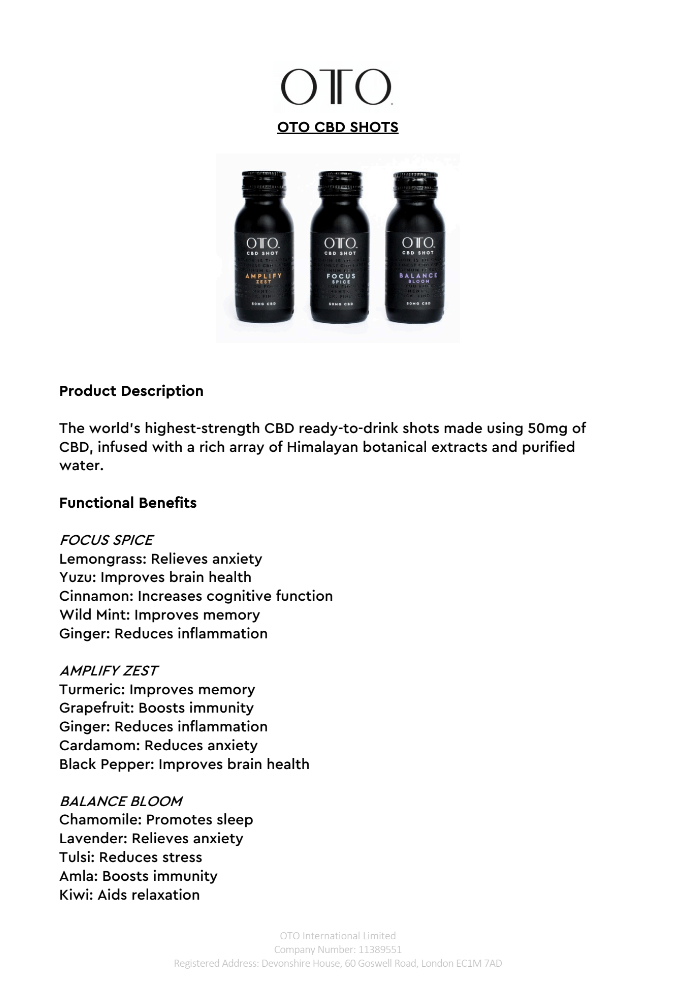 OTO.
OTO CBD SHOTS
OTO.
CBD SHOT
AMPLIFY
ZEST
50MG CBD
OTO.
CBD SHOT
FOCUS
SPICE
50MG CBD
OTO.
CBD SHOT
BALANCE
BLOOM
50MG CBD
Product Description
The world's highest-strength CBD ready-to-drink shots made using 50mg of
CBD, infused with a rich array of Himalayan botanical extracts and purified
water.
Functional Benefits
FOCUS SPICE
Lemongrass: Relieves anxiety
Yuzu: Improves brain health
Cinnamon: Increases cognitive function
Wild Mint: Improves memory
Ginger: Reduces inflammation
AMPLIFY ZEST
Turmeric: Improves memory
Grapefruit: Boosts immunity
Ginger: Reduces inflammation
Cardamom: Reduces anxiety
Black Pepper: Improves brain health
BALANCE BLOOM
Chamomile: Promotes sleep
Lavender: Relieves anxiety
Tulsi: Reduces stress
Amla: Boosts immunity
Kiwi: Aids relaxation
OTO International Limited
Company Number: 11389551
Registered Address: Devonshire House, 60 Goswell Road, London EC1M 7AD